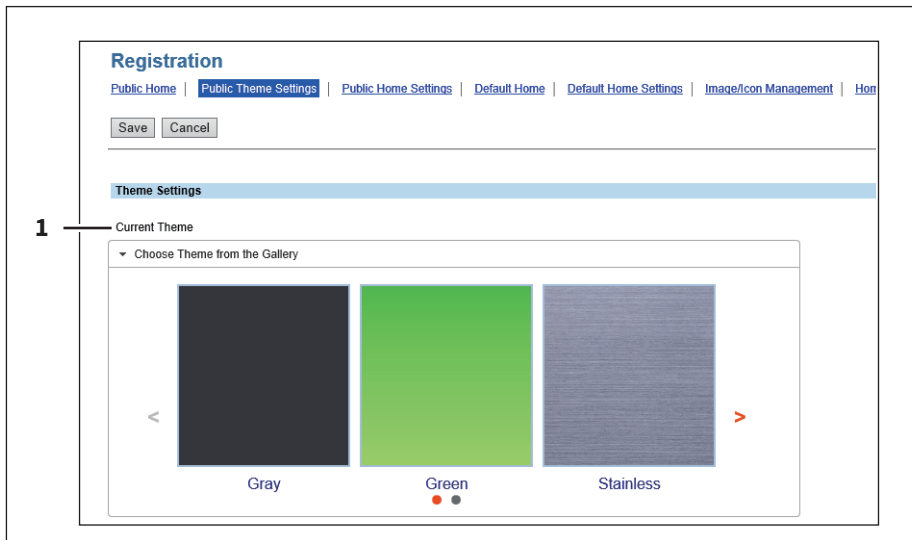 Registration
Public Home | Public Theme Settings | Public Home Settings | Default Home | Default Home Settings | Image/Icon Management |
Save Cancel
Theme Settings
1 Current Theme
Choose Theme from the Gallery
< >
Gray Green Stainless